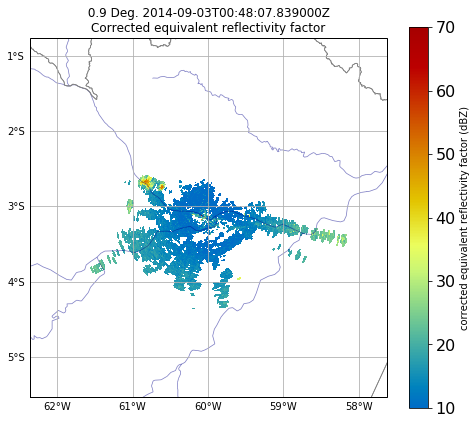 0.9 Deg. 2014-09-03T00:48:07.839000Z
Corrected equivalent reflectivity factor
1°S
2°S
3°S
4°S
5°S
62°W
61°W
60°W
59°W
58°W
70
60
50
40
30
20
10
corrected equivalent reflectivity factor (dBZ)